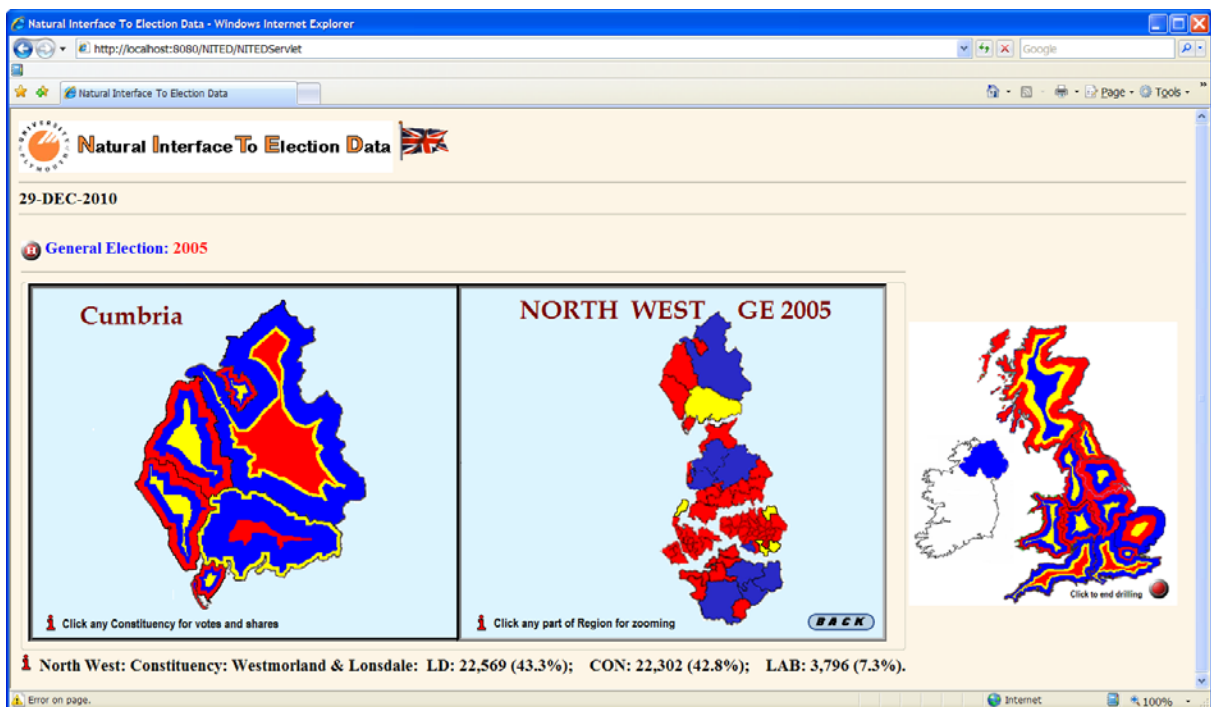 Natural Interface To Election Data - Windows Internet Explorer
http://localhost:8080/NITED/NITEDServlet
Google
Natural Interface To Election Data
Page
Tools
UNIVERSITY PLYMOUTH
Natural Interface To Election Data
29-DEC-2010
General Election: 2005
Cumbria
NORTH WEST GE 2005
Click any Constituency for votes and shares
Click any part of Region for zooming
BACK
Click to end drilling
North West: Constituency: Westmorland & Lonsdale: LD: 22,569 (43.3%); CON: 22,302 (42.8%); LAB: 3,796 (7.3%).
Error on page.
Internet
100%